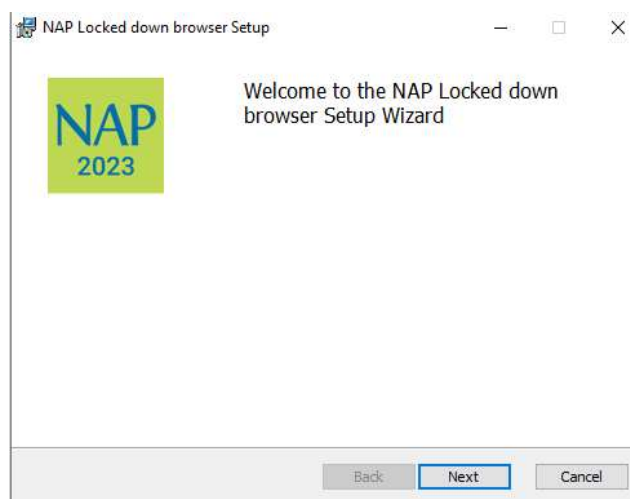 NAP Locked down browser Setup
NAP
2023
Welcome to the NAP Locked down
browser Setup Wizard
Back
Next
Cancel